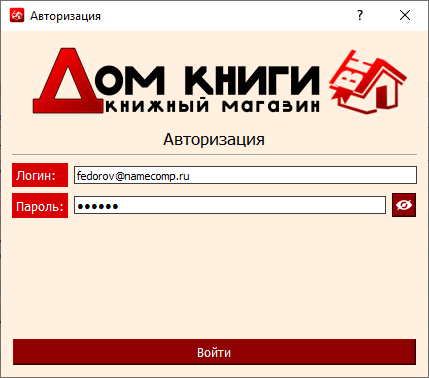 Авторизация
?
Дом книги
книжный магазин
Авторизация
Логин:
fedorov@namecomp.ru
Пароль:
●●●●●●
Войти